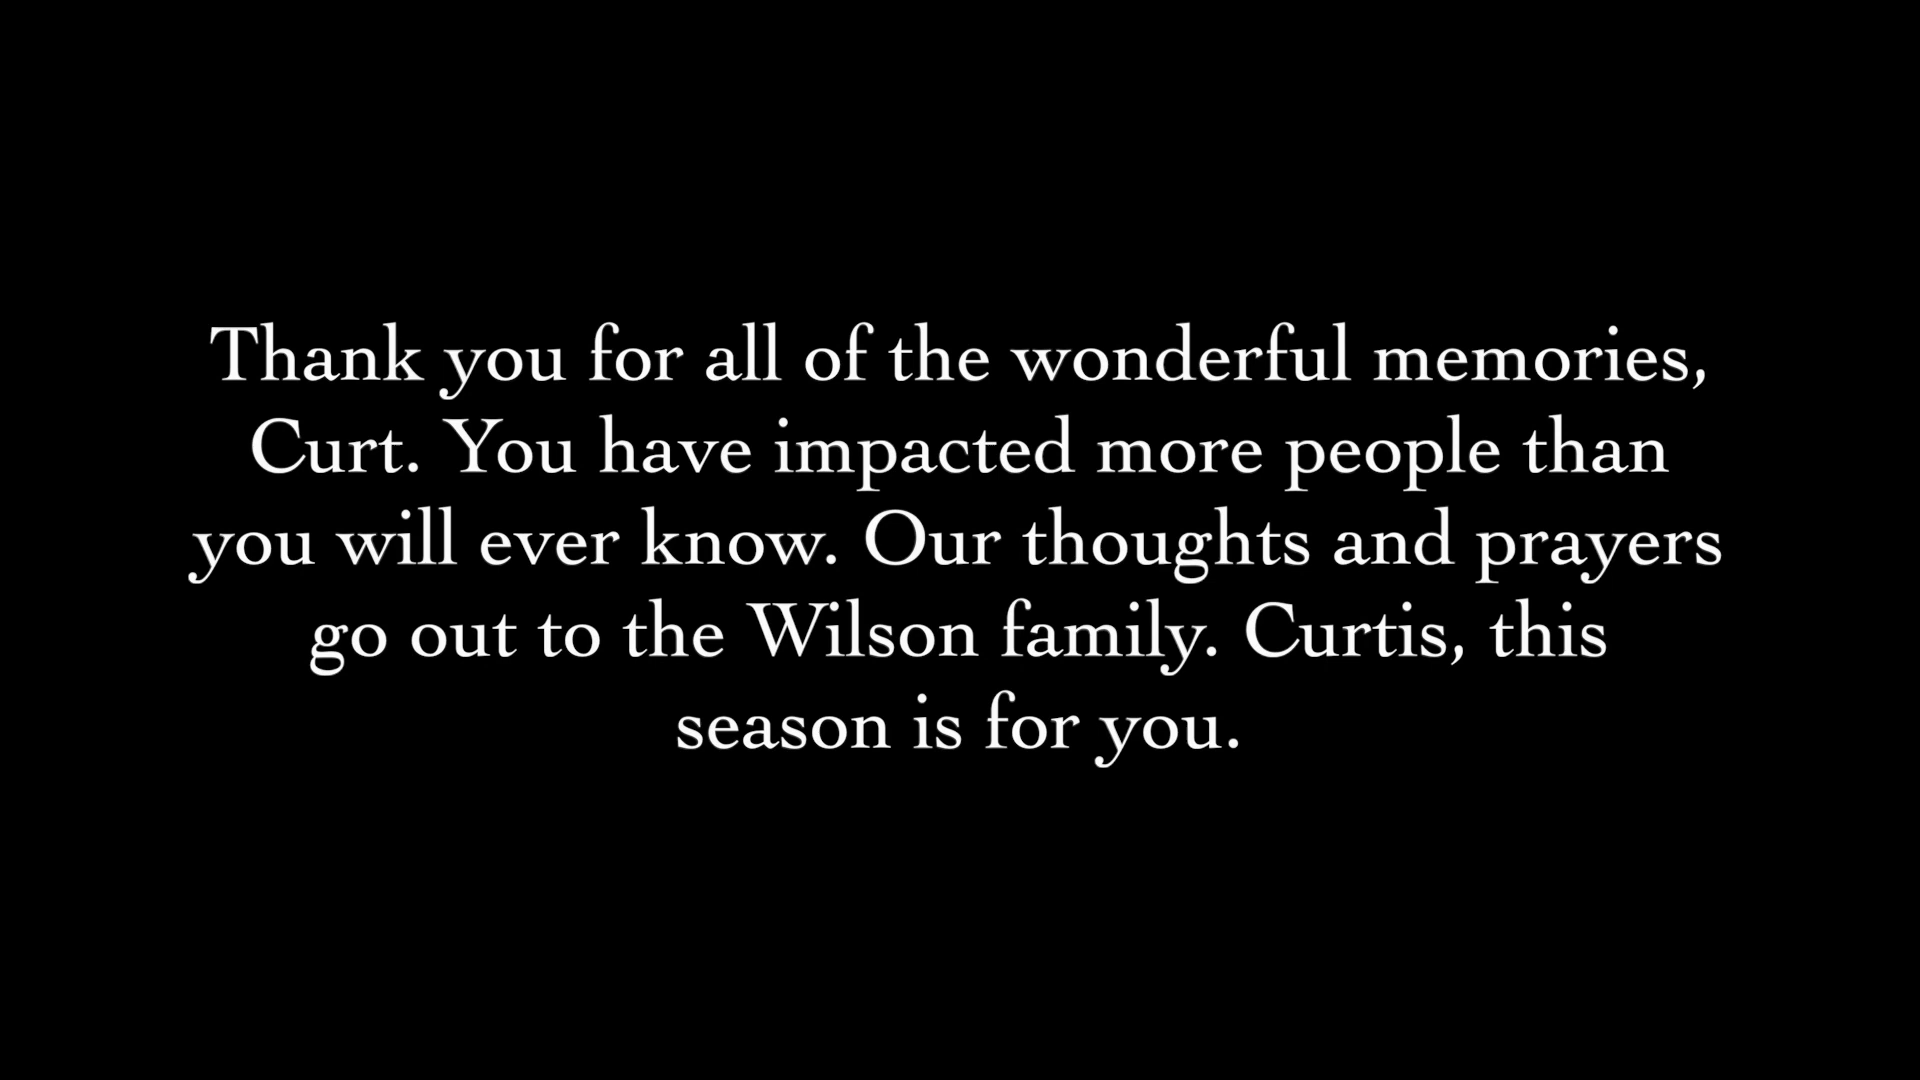 Thank you for all of the wonderful memories,
Curt. You have impacted more people than
you will ever know. Our thoughts and prayers
go out to the Wilson family. Curtis, this
season is for you.